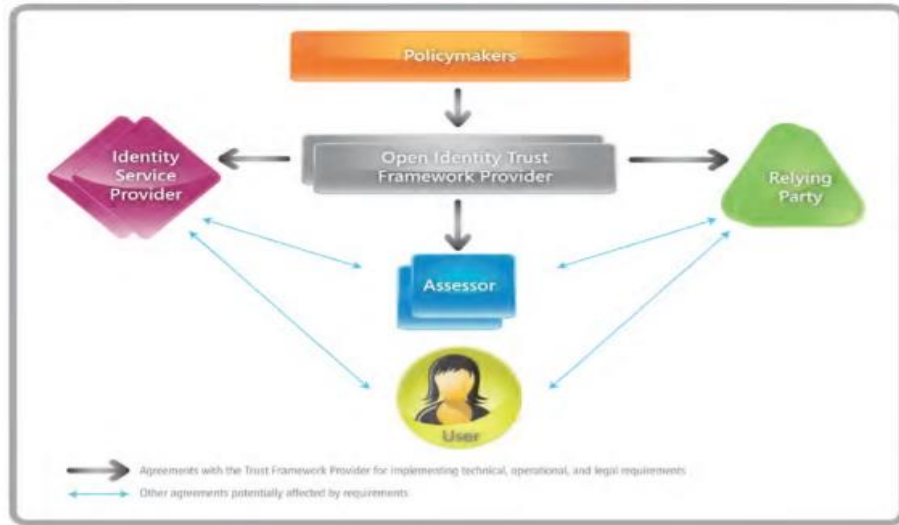 Policymakers
Identity
Service
Provider
Open Identity Trust
Framework Provider
Relying
Party
Assessor
User
Agreements with the Trust Framework Provider for implementing technical, operational, and legal requirements
Other agreements potentially affected by requirements